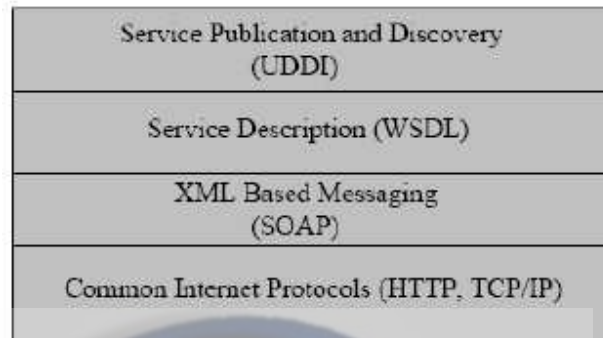 Service Publication and Discovery
(UDDI)
Service Description (WSDL)
XML Based Messaging
(SOAP)
Common Internet Protocols (HTTP, TCP/IP)